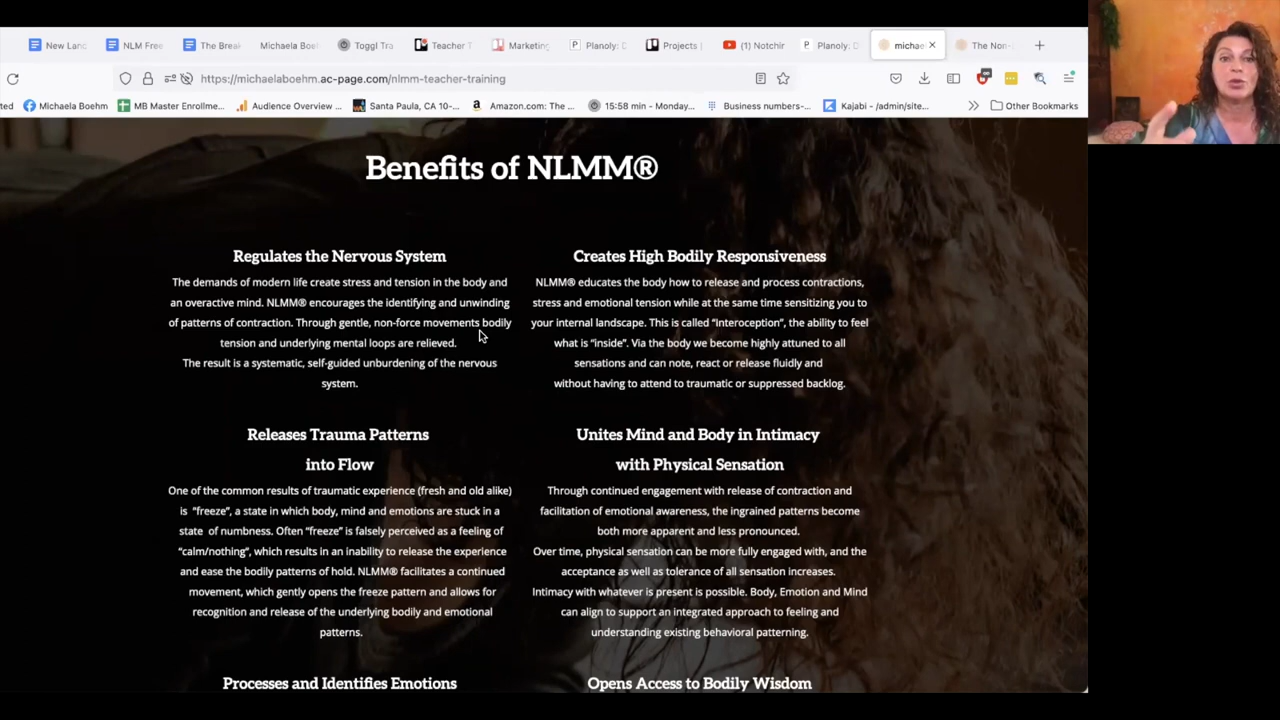 New Lanc
NLM Free
The Break
Michaela Boeh
Toggl Tra
Teacher T
Marketing
Planoly: C
Projects |
(1) Notchir
Planoly: D
michae
The Non-
https://michaelaboehm.ac-page.com/nlmm-teacher-training
ted
Michaela Boehm
MB Master Enrollme...
Audience Overview ...
Santa Paula, CA 10-...
Amazon.com: The ...
15:58 min - Monday...
Business numbers-...
Kajabi - /admin/site...
Other Bookmarks
Benefits of NLMM®
Regulates the Nervous System
The demands of modern life create stress and tension in the body and
an overactive mind. NLMM® encourages the identifying and unwinding
of patterns of contraction. Through gentle, non-force movements bodily
tension and underlying mental loops are relieved.
The result is a systematic, self-guided unburdening of the nervous
system.
Creates High Bodily Responsiveness
NLMM® educates the body how to release and process contractions,
stress and emotional tension while at the same time sensitizing you to
your internal landscape. This is called "Interoception", the ability to feel
what is "inside". Via the body we become highly attuned to all
sensations and can note, react or release fluidly and
without having to attend to traumatic or suppressed backlog.
Releases Trauma Patterns
into Flow
One of the common results of traumatic experience (fresh and old alike)
is "freeze", a state in which body, mind and emotions are stuck in a
state of numbness. Often "freeze" is falsely perceived as a feeling of
"calm/nothing", which results in an inability to release the experience
and ease the bodily patterns of hold. NLMM® facilitates a continued
movement, which gently opens the freeze pattern and allows for
recognition and release of the underlying bodily and emotional
patterns.
Unites Mind and Body in Intimacy
with Physical Sensation
Through continued engagement with release of contraction and
facilitation of emotional awareness, the ingrained patterns become
both more apparent and less pronounced.
Over time, physical sensation can be more fully engaged with, and the
acceptance as well as tolerance of all sensation increases.
Intimacy with whatever is present is possible. Body, Emotion and Mind
can align to support an integrated approach to feeling and
understanding existing behavioral patterning.
Processes and Identifies Emotions
Opens Access to Bodily Wisdom